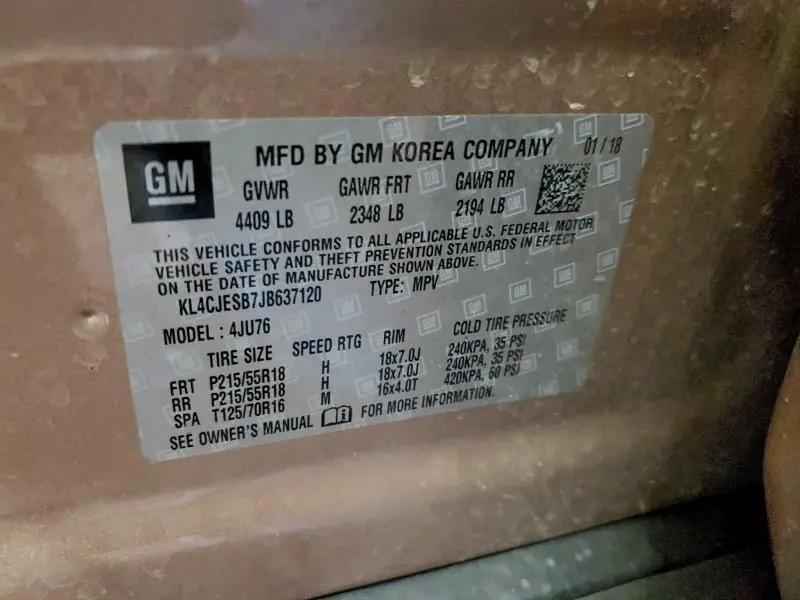 GM
MFD BY GM KOREA COMPANY 01/18
GVWR GAWR FRT GAWR RR
4409 LB 2348 LB 2194 LB
THIS VEHICLE CONFORMS TO ALL APPLICABLE U.S. FEDERAL MOTOR
VEHICLE SAFETY AND THEFT PREVENTION STANDARDS IN EFFECT
ON THE DATE OF MANUFACTURE SHOWN ABOVE.
KL4CJESB7JB637120 TYPE: MPV
MODEL : 4JU76
TIRE SIZE SPEED RTG RIM COLD TIRE PRESSURE
FRT P215/55R18 H 18x7.0J 240KPA, 35 PSI
RR P215/55R18 H 18x7.0J 240KPA, 35 PSI
SPA T125/70R16 M 16x4.0T 420KPA, 60 PSI
SEE OWNER'S MANUAL FOR MORE INFORMATION.